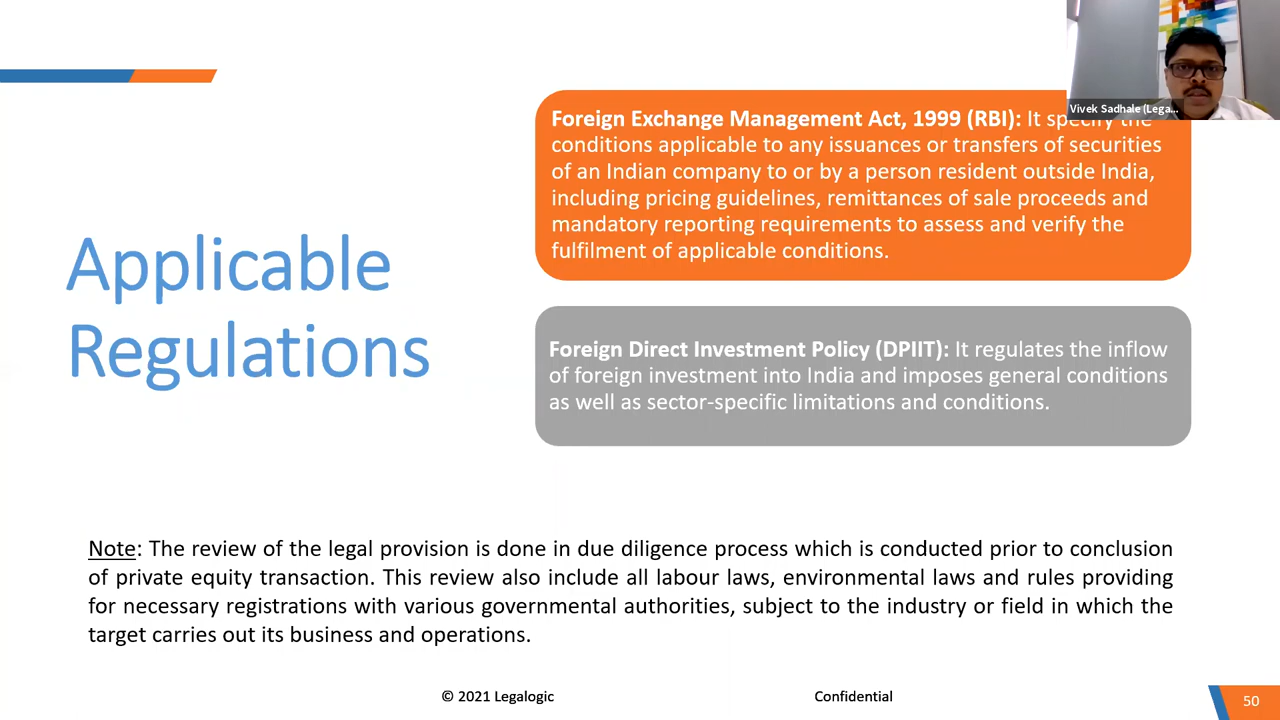 Vivek Sadhale (Lega...
Foreign Exchange Management Act, 1999 (RBI): It specify the
conditions applicable to any issuances or transfers of securities
of an Indian company to or by a person resident outside India,
including pricing guidelines, remittances of sale proceeds and
mandatory reporting requirements to assess and verify the
fulfilment of applicable conditions.
Applicable
Regulations
Foreign Direct Investment Policy (DPIIT): It regulates the inflow
of foreign investment into India and imposes general conditions
as well as sector-specific limitations and conditions.
Note: The review of the legal provision is done in due diligence process which is conducted prior to conclusion
of private equity transaction. This review also include all labour laws, environmental laws and rules providing
for necessary registrations with various governmental authorities, subject to the industry or field in which the
target carries out its business and operations.
© 2021 Legalogic
Confidential
50